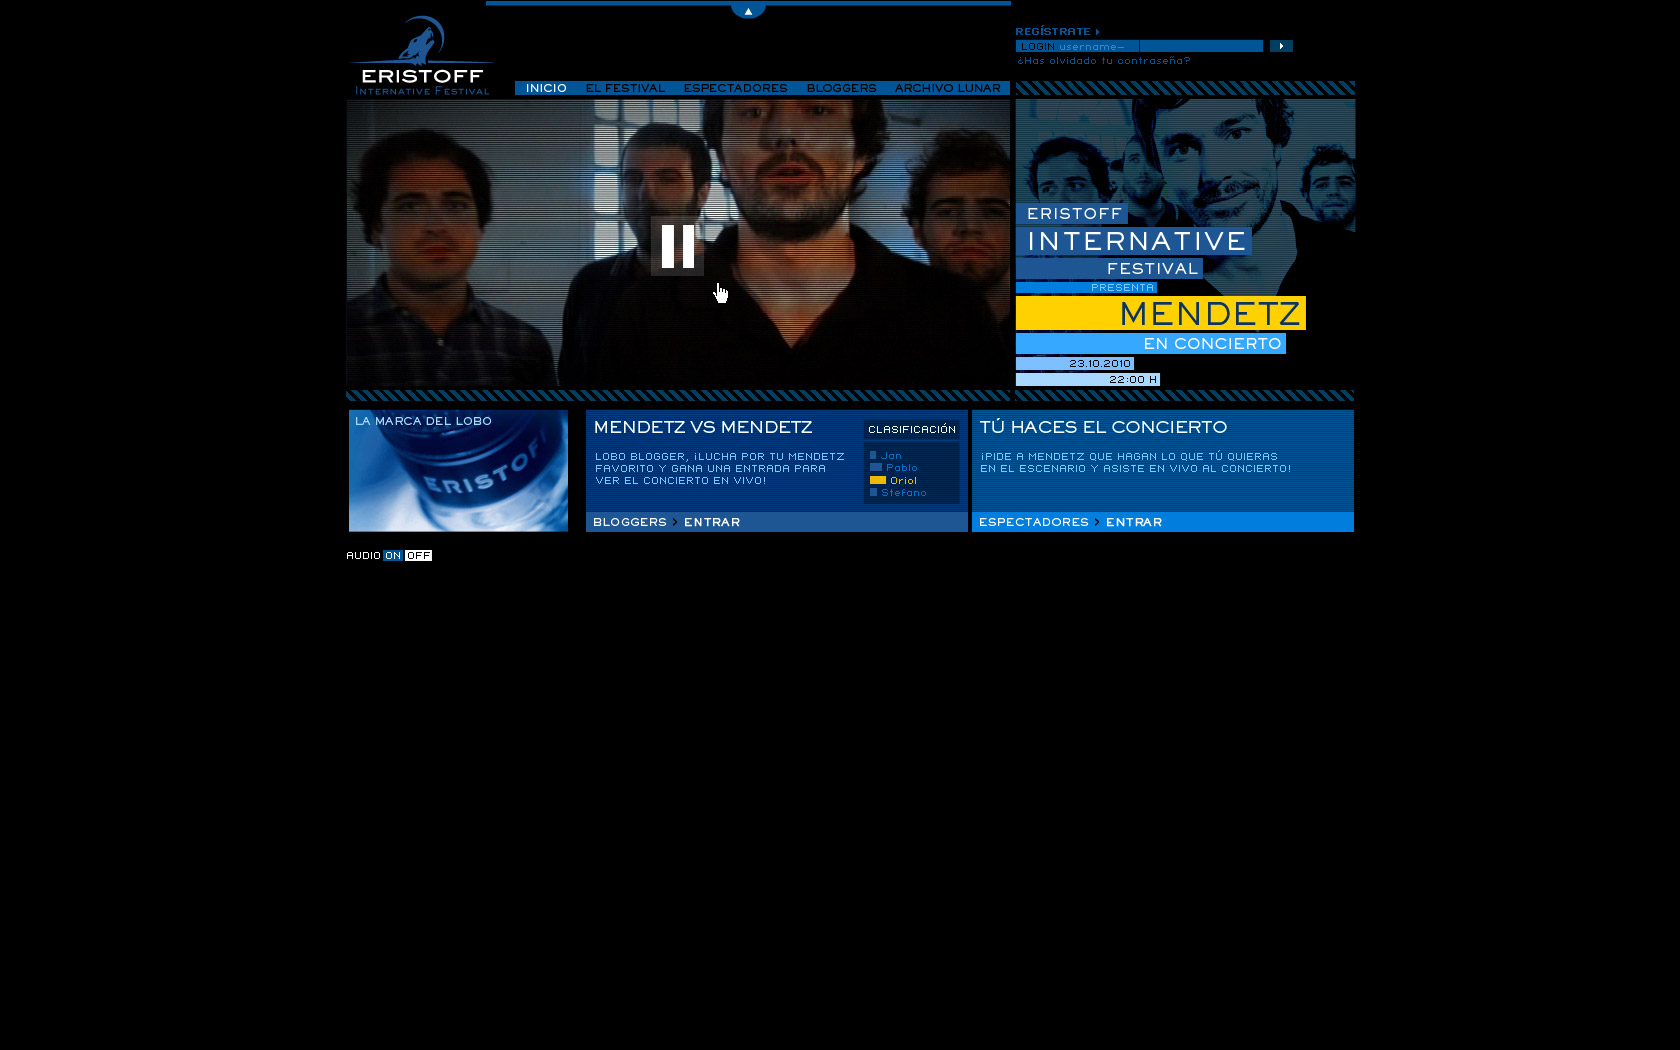 REGÍSTRATE
LOGIN username
¿Has olvidado tu contraseña?
ERISTOFF
INTERNATIVE FESTIVAL
INICIO EL FESTIVAL ESPECTADORES BLOGGERS ARCHIVO LUNAR
ERISTOFF
INTERNATIVE
FESTIVAL
PRESENTA
MENDETZ
EN CONCIERTO
23.10.2010
22:00 H
LA MARCA DEL LOBO
ERISTOF
MENDETZ VS MENDETZ
LOBO BLOGGER, ¡LUCHA POR TU MENDETZ
FAVORITO Y GANA UNA ENTRADA PARA
VER EL CONCIERTO EN VIVO!
CLASIFICACIÓN
Jan
Pablo
Oriol
Stefano
BLOGGERS > ENTRAR
TÚ HACES EL CONCIERTO
¡PIDE A MENDETZ QUE HAGAN LO QUE TÚ QUIERAS
EN EL ESCENARIO Y ASISTE EN VIVO AL CONCIERTO!
ESPECTADORES > ENTRAR
AUDIO ON OFF